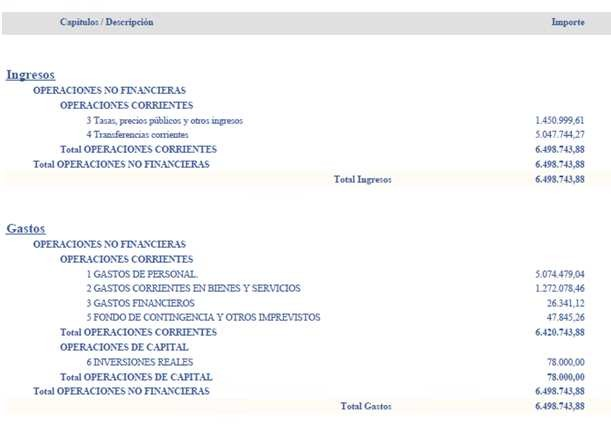 Capítulos / Descripción Importe
Ingresos
OPERACIONES NO FINANCIERAS
OPERACIONES CORRIENTES
3 Tasas, precios públicos y otros ingresos 1.450.999,61
4 Transferencias corrientes 5.047.744,27
Total OPERACIONES CORRIENTES 6.498.743,88
Total OPERACIONES NO FINANCIERAS 6.498.743,88
Total Ingresos 6.498.743,88
Gastos
OPERACIONES NO FINANCIERAS
OPERACIONES CORRIENTES
1 GASTOS DE PERSONAL. 5.074.479,04
2 GASTOS CORRIENTES EN BIENES Y SERVICIOS 1.272.078,46
3 GASTOS FINANCIEROS 26.341,12
5 FONDO DE CONTINGENCIA Y OTROS IMPREVISTOS 47.845,26
Total OPERACIONES CORRIENTES 6.420.743,88
OPERACIONES DE CAPITAL
6 INVERSIONES REALES 78.000,00
Total OPERACIONES DE CAPITAL 78.000,00
Total OPERACIONES NO FINANCIERAS 6.498.743,88
Total Gastos 6.498.743,88